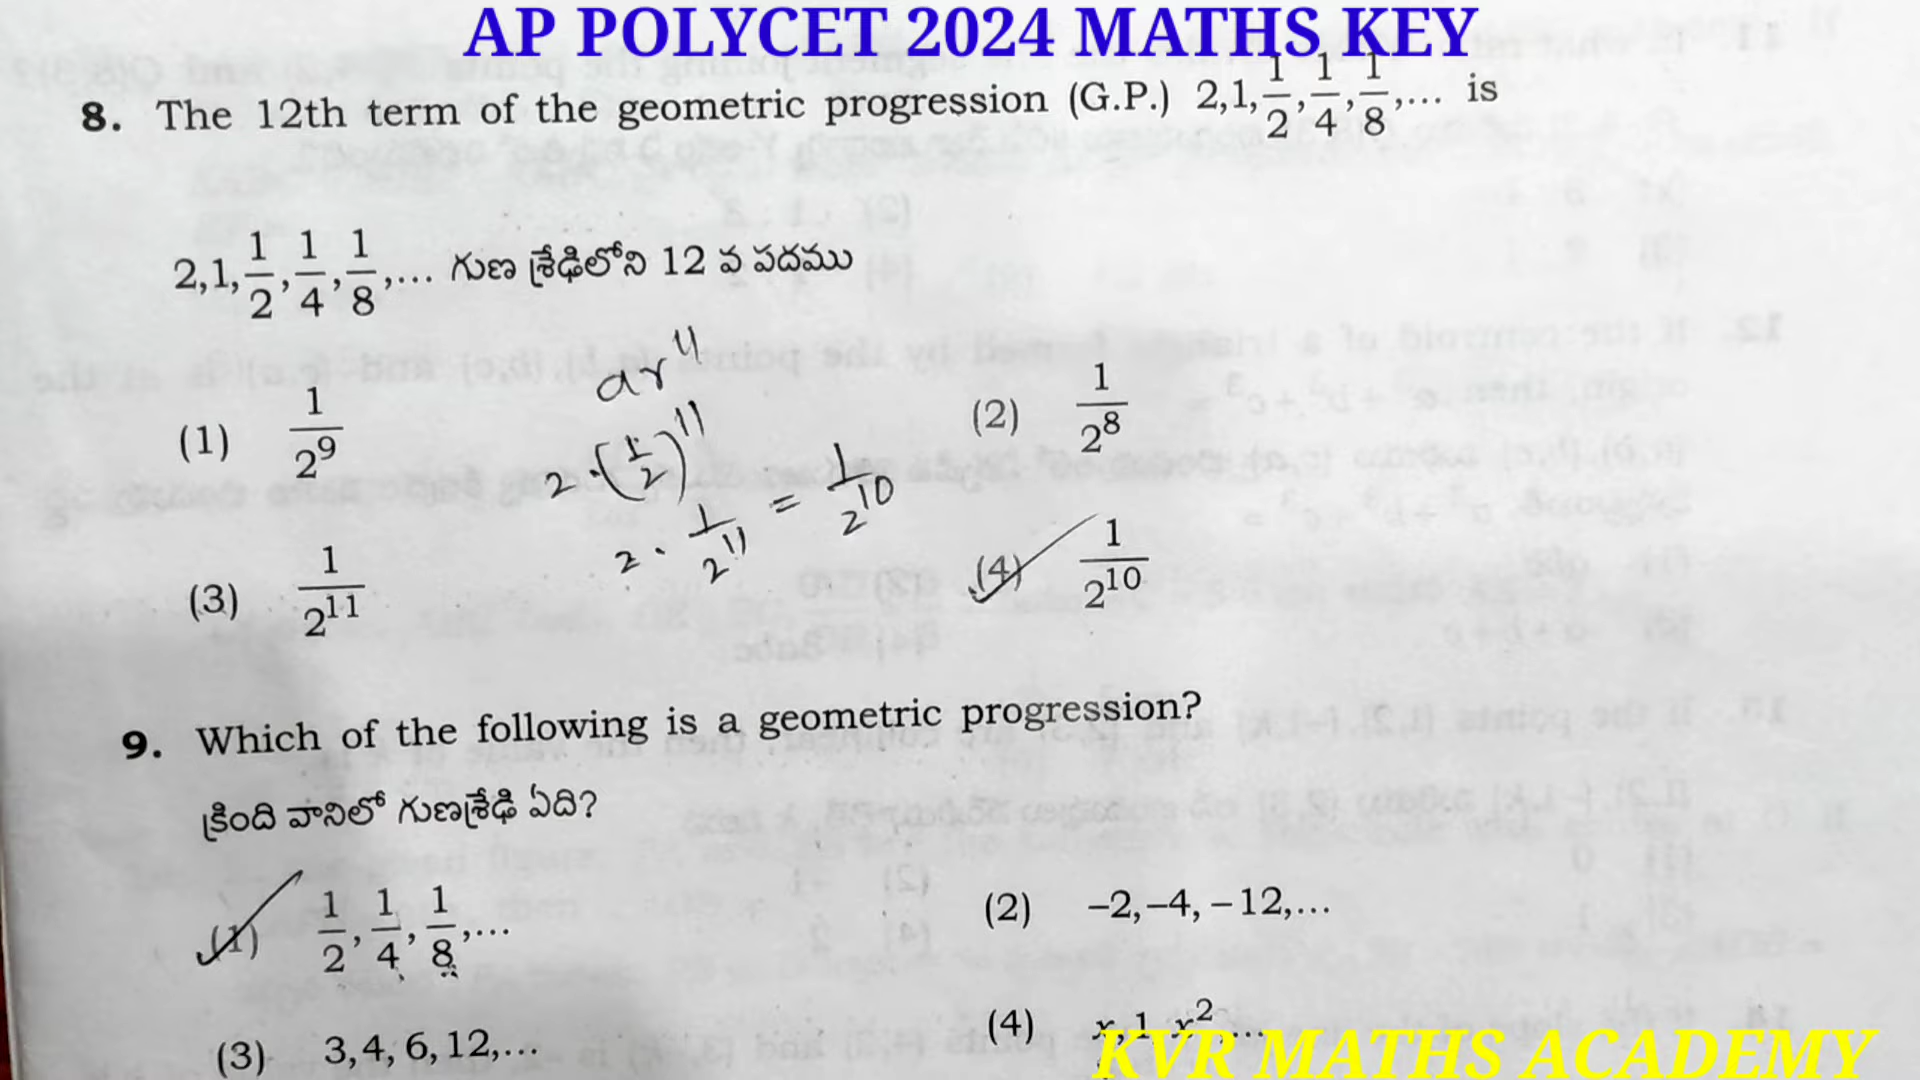 AP POLYCET 2024 MATHS KEY
8. The 12th term of the geometric progression (G.P.) 2,1,1/2,1/4,1/8,... is
2,1,1/2,1/4,1/8,... గుణ శ్రేఢిలోని 12 వ పదము
ar^11
(1) 1/2^9
2·(1/2)^11
(2) 1/2^8
2·1/2^11 = 1/2^10
(3) 1/2^11
(4) 1/2^10
9. Which of the following is a geometric progression?
క్రింది వానిలో గుణశ్రేఢి ఏది?
(1) 1/2,1/4,1/8,...
(2) –2,–4,–12,...
(3) 3,4,6,12,...
(4) x,1,x^2,...
KVR MATHS ACADEMY